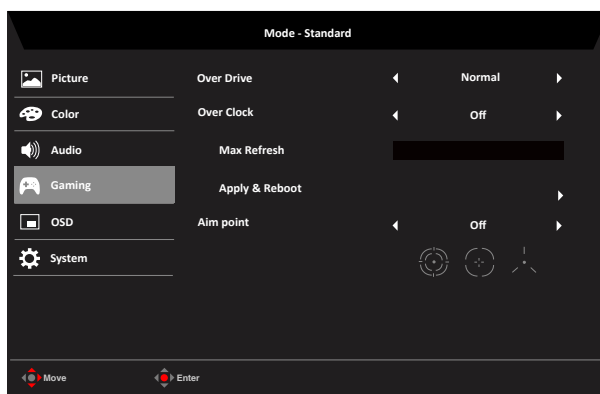 Mode - Standard
Picture
Over Drive Normal
Color
Over Clock Off
Audio
Max Refresh
Gaming
Apply & Reboot
OSD
Aim point Off
System
Move Enter